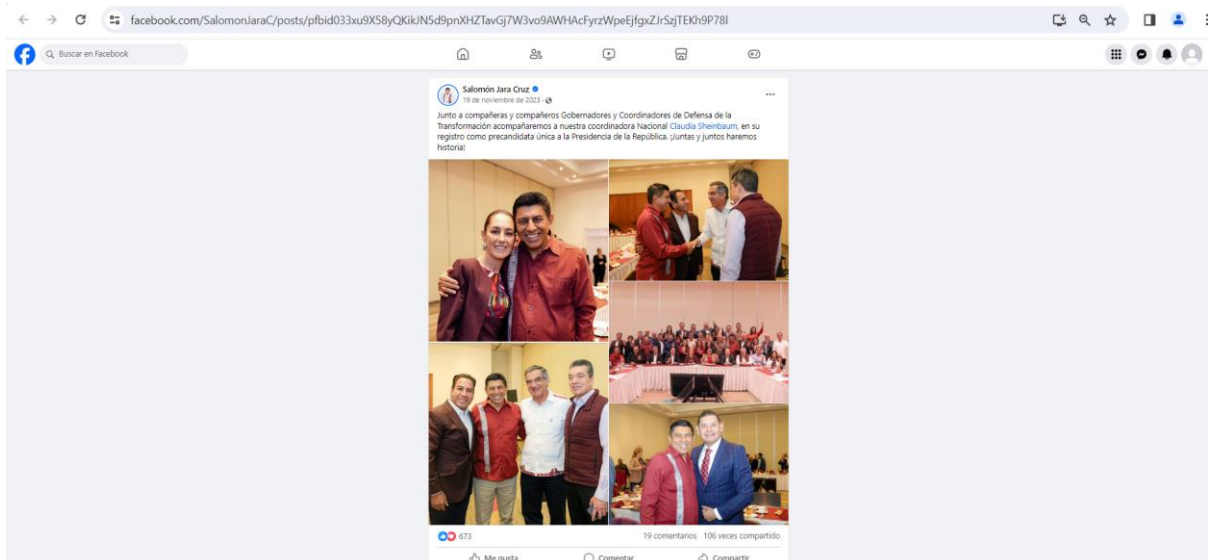 facebook.com/SalomonJaraC/posts/pfbid033xu9X58yQKikJN5d9pnXHZTavGj7W3vo9AWHAcFyrzWpeEjfgxZJrSzjTEKh9P78l
Buscar en Facebook
Salomón Jara Cruz
19 de noviembre de 2023 ·
Junto a compañeras y compañeros Gobernadores y Coordinadores de Defensa de la
Transformación acompañaremos a nuestra coordinadora Nacional Claudia Sheinbaum, en su
registro como precandidata única a la Presidencia de la República. ¡Juntas y juntos haremos
historia!
673
19 comentarios 106 veces compartido
Me gusta
Comentar
Compartir